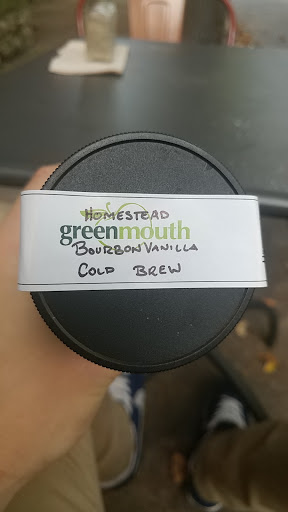 HOMESTEAD
greenmouth
BOURBON VANILLA
COLD BREW